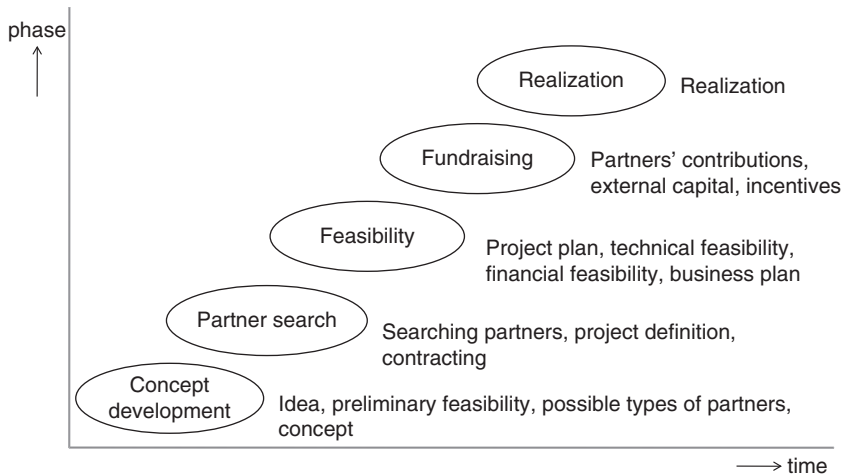 phase
Realization
Realization
Fundraising
Partners' contributions,
external capital, incentives
Feasibility
Project plan, technical feasibility,
financial feasibility, business plan
Partner search
Searching partners, project definition,
contracting
Concept
development
Idea, preliminary feasibility, possible types of partners,
concept
time